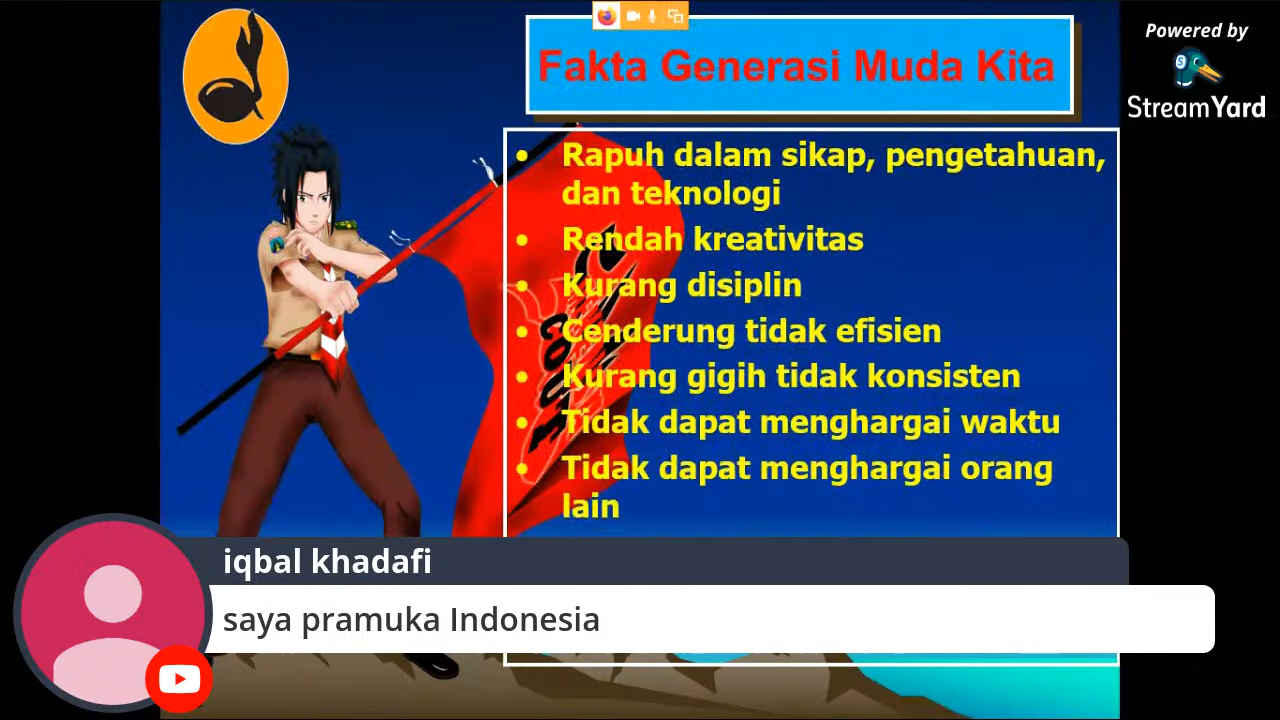 Powered by
StreamYard
Fakta Generasi Muda Kita
• Rapuh dalam sikap, pengetahuan,
dan teknologi
• Rendah kreativitas
• Kurang disiplin
• Cenderung tidak efisien
• Kurang gigih tidak konsisten
• Tidak dapat menghargai waktu
• Tidak dapat menghargai orang
lain
iqbal khadafi
saya pramuka Indonesia